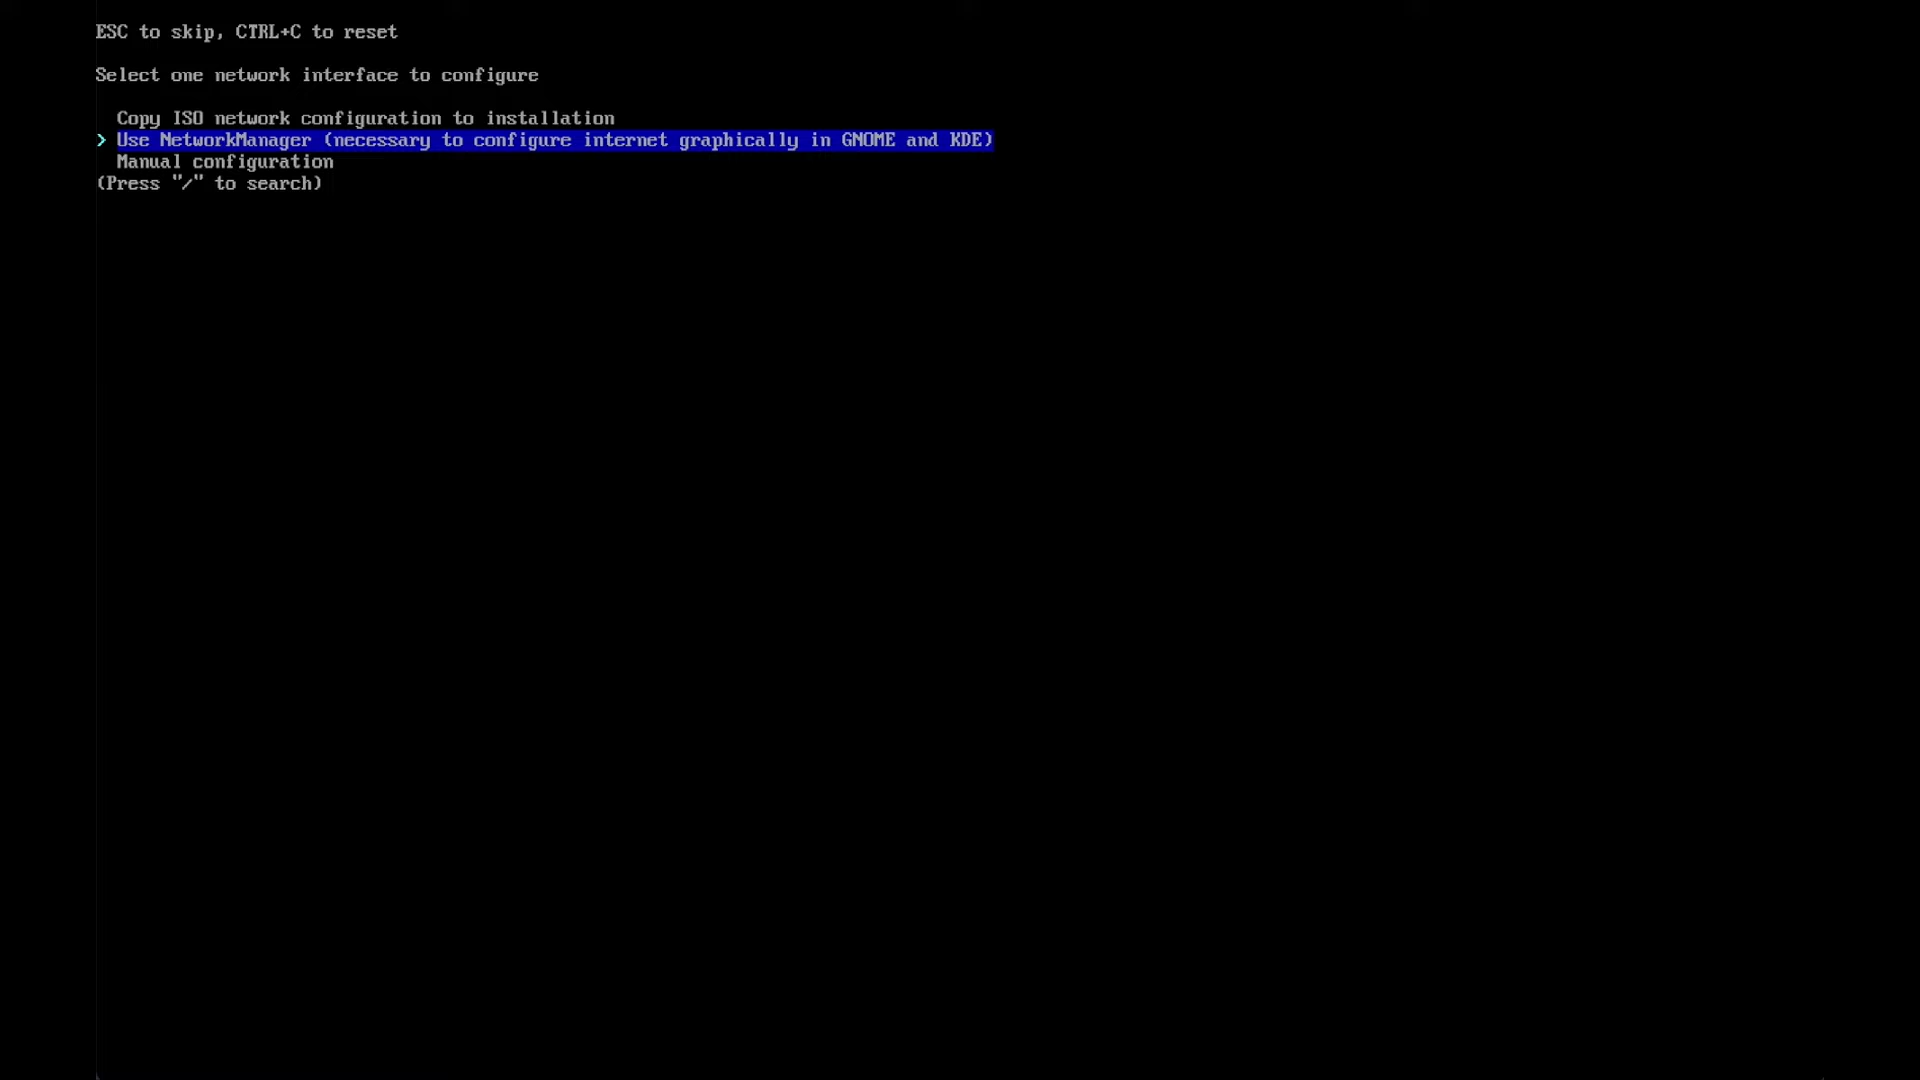 ESC to skip, CTRL+C to reset
Select one network interface to configure
Copy ISO network configuration to installation
> Use NetworkManager (necessary to configure internet graphically in GNOME and KDE)
Manual configuration
(Press "/" to search)